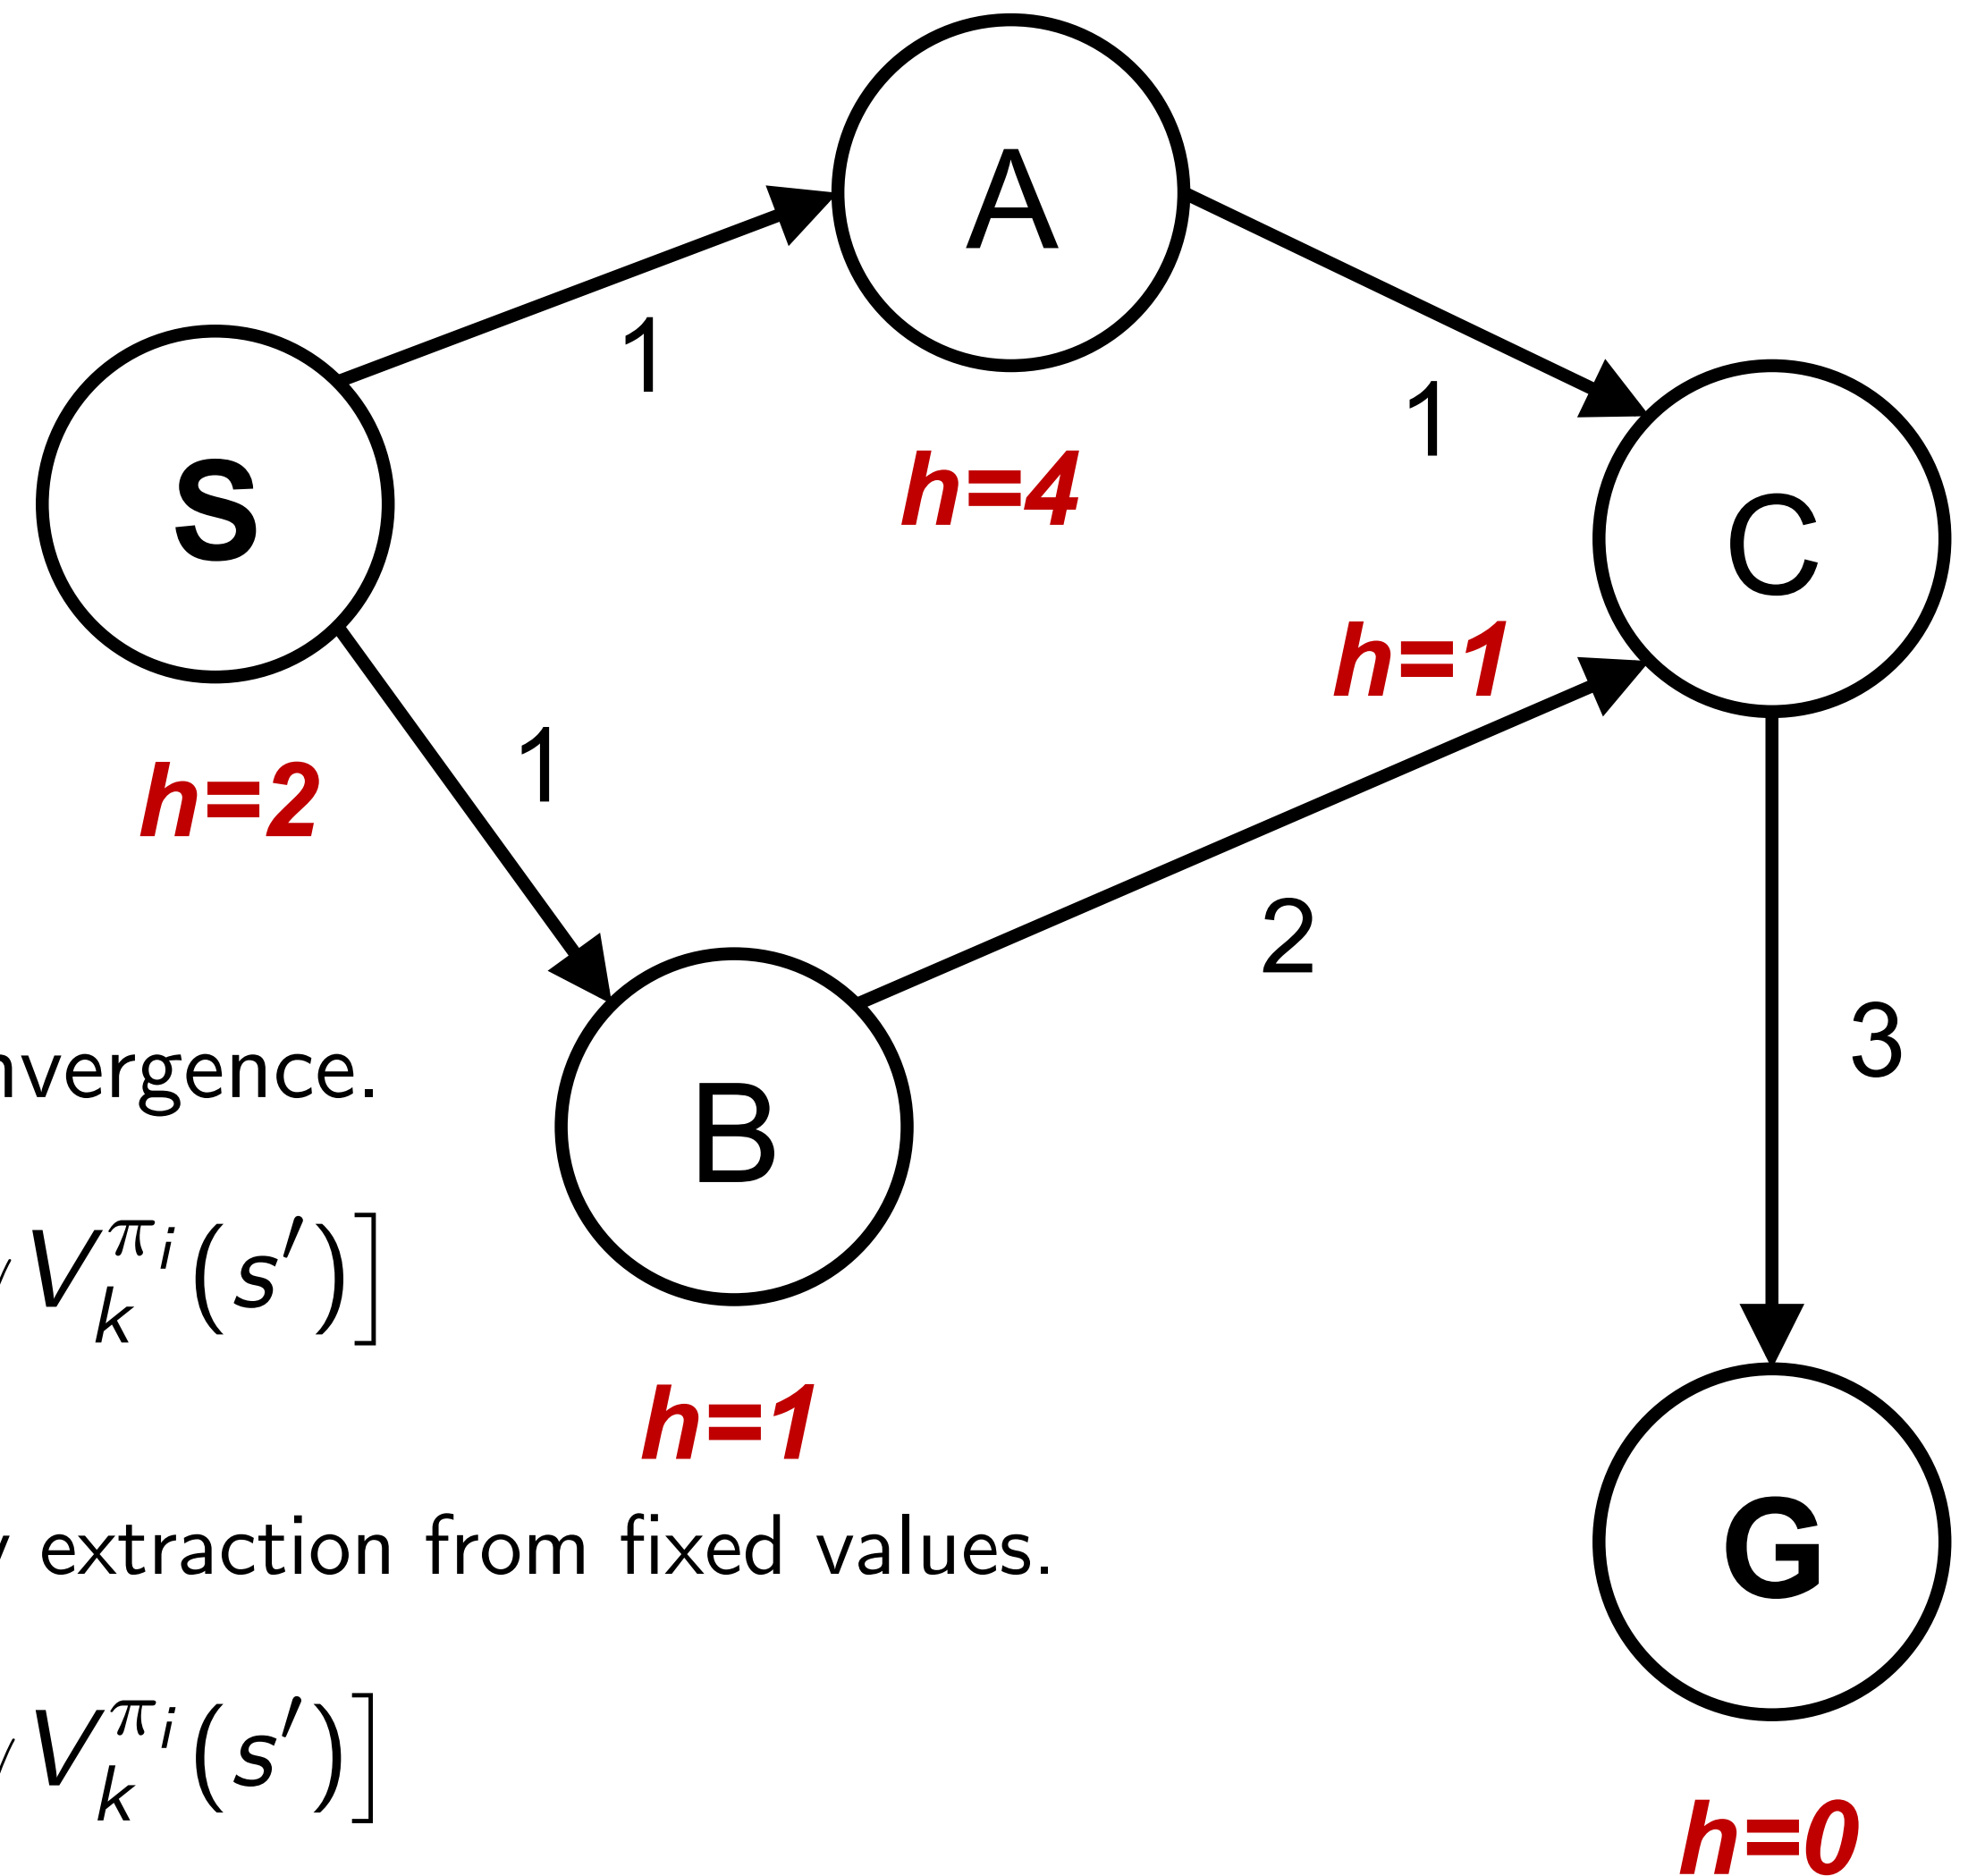 A
1
1
S
C
h=4
h=1
1
h=2
2
3
nvergence.
B
V_k^{π_i}(s′)]
h=1
extraction from fixed values.
G
V_k^{π_i}(s′)]
h=0